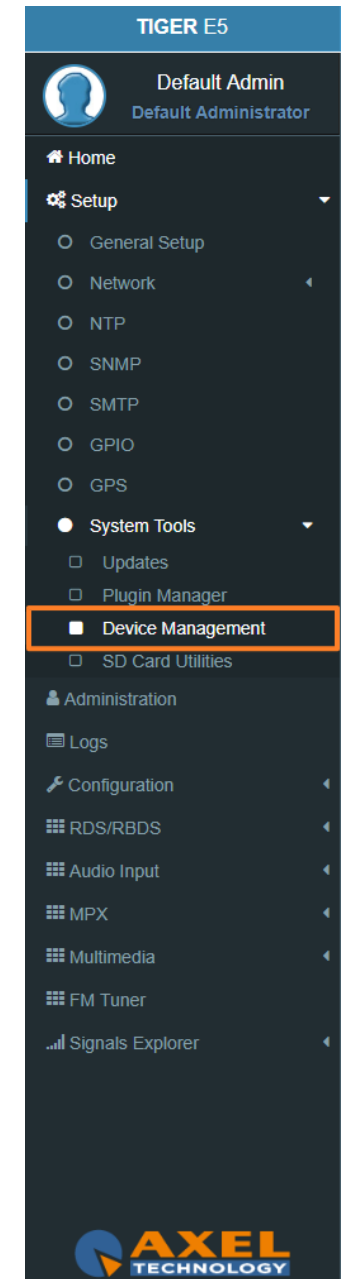 TIGER E5
Default Admin
Default Administrator
Home
Setup
General Setup
Network
NTP
SNMP
SMTP
GPIO
GPS
System Tools
Updates
Plugin Manager
Device Management
SD Card Utilities
Administration
Logs
Configuration
RDS/RBDS
Audio Input
MPX
Multimedia
FM Tuner
Signals Explorer
AXEL
TECHNOLOGY